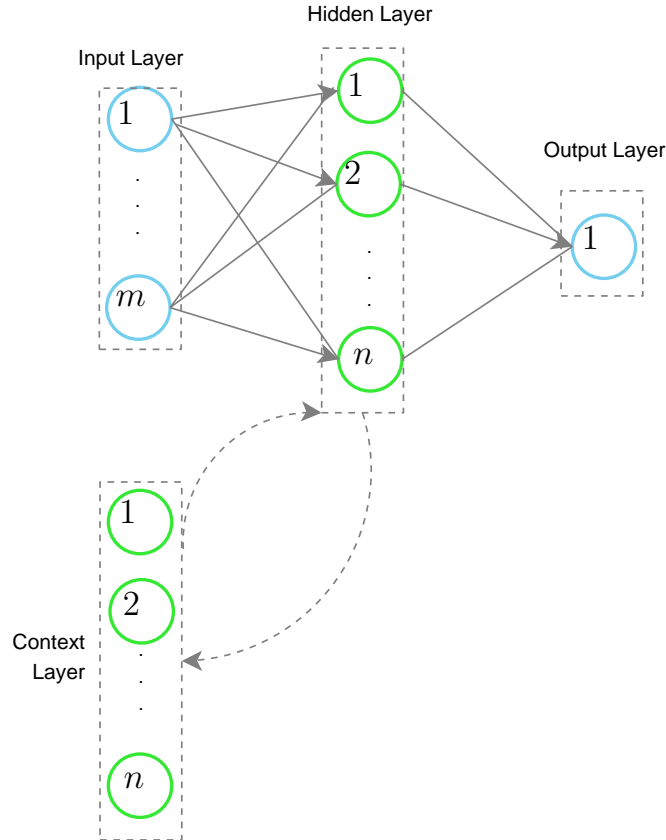 Hidden Layer
Input Layer
1
.
.
.
m
1
2
.
.
.
n
Output Layer
1
Context
Layer
1
2
.
.
.
n